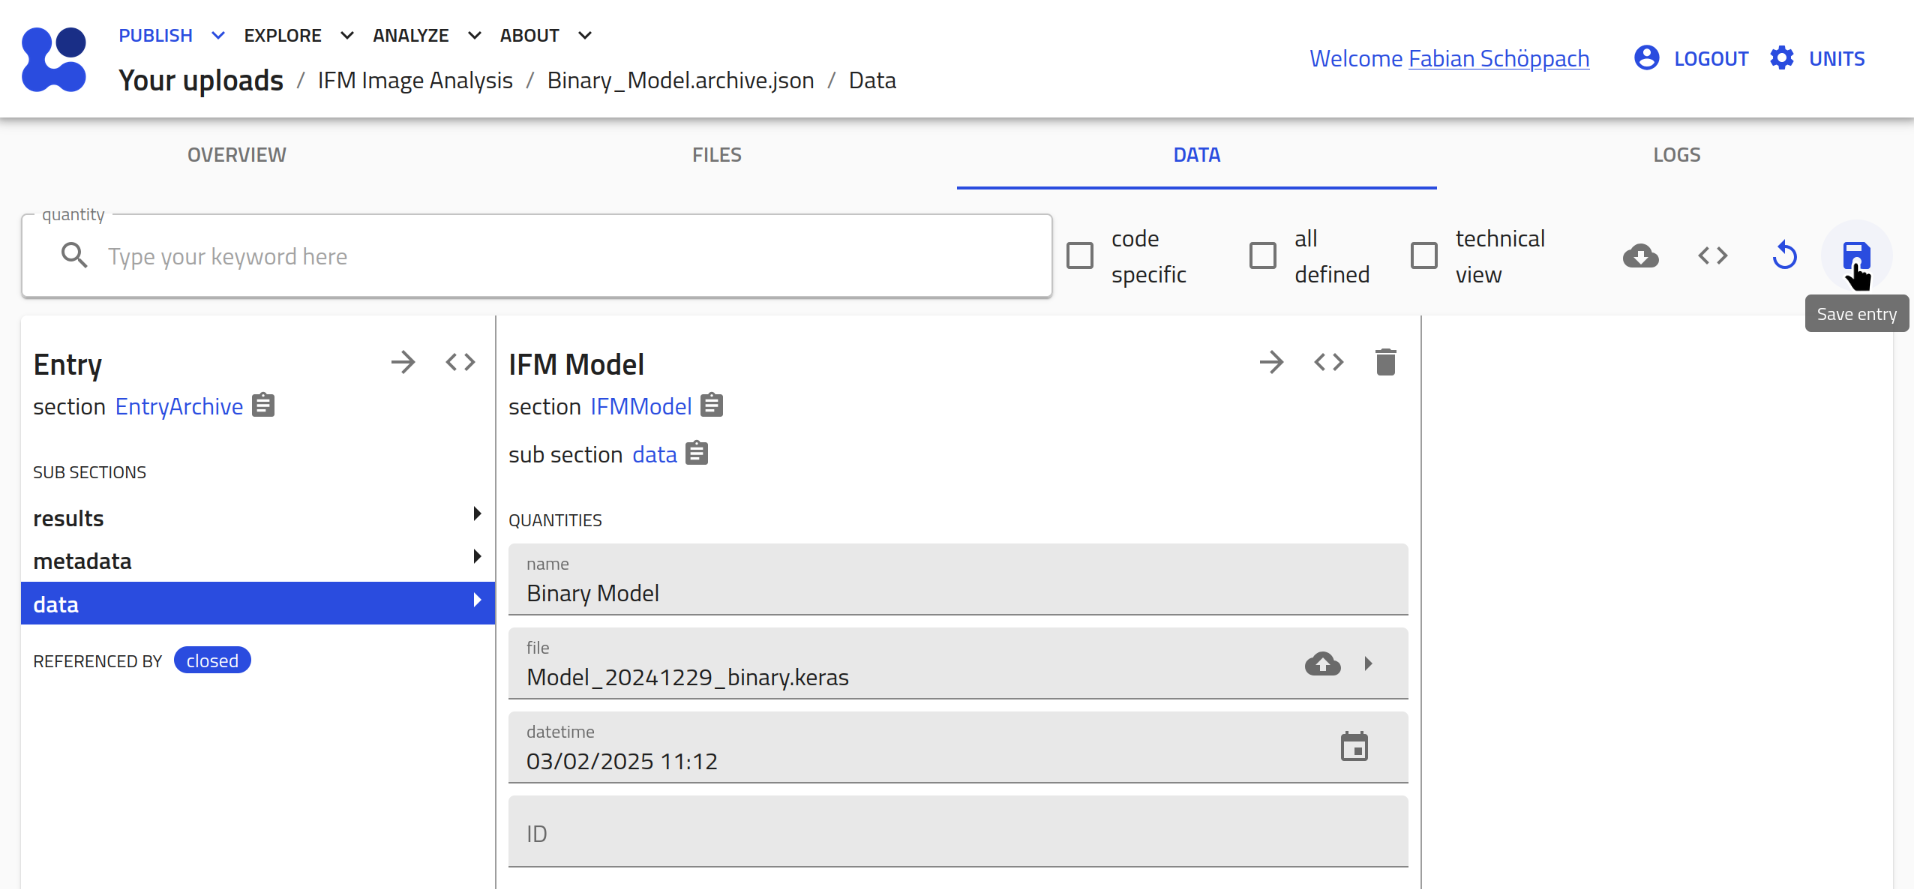 PUBLISH EXPLORE ANALYZE ABOUT
Your uploads / IFM Image Analysis / Binary_Model.archive.json / Data
Welcome Fabian Schöppach LOGOUT UNITS
OVERVIEW FILES DATA LOGS
quantity
Type your keyword here
code specific
all defined
technical view
Save entry
Entry
section EntryArchive
SUB SECTIONS
results
metadata
data
REFERENCED BY closed
IFM Model
section IFMModel
sub section data
QUANTITIES
name
Binary Model
file
Model_20241229_binary.keras
datetime
03/02/2025 11:12
ID